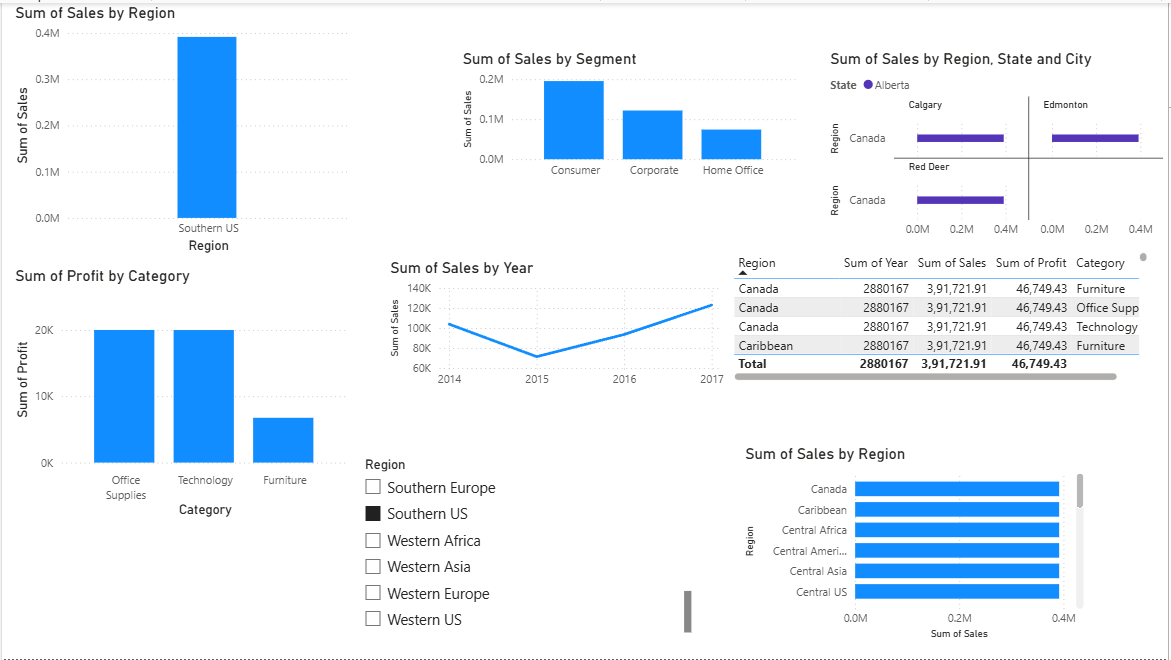 Sum of Sales by Region
0.4M
0.3M
0.2M
0.1M
0.0M
Sum of Sales
Southern US
Region
Sum of Sales by Segment
0.2M
0.1M
0.0M
Sum of Sales
Consumer Corporate Home Office
Sum of Sales by Region, State and City
State Alberta
Calgary Edmonton
Region Canada
Red Deer
Region Canada
0.0M 0.2M 0.4M 0.0M 0.2M 0.4M
Sum of Profit by Category
20K
10K
0K
Sum of Profit
Office Supplies Technology Furniture
Category
Sum of Sales by Year
140K
120K
100K
80K
60K
Sum of Sales
2014 2015 2016 2017
Region Sum of Year Sum of Sales Sum of Profit Category
Canada 2880167 3,91,721.91 46,749.43 Furniture
Canada 2880167 3,91,721.91 46,749.43 Office Supp
Canada 2880167 3,91,721.91 46,749.43 Technology
Caribbean 2880167 3,91,721.91 46,749.43 Furniture
Total 2880167 3,91,721.91 46,749.43
Region
Southern Europe
Southern US
Western Africa
Western Asia
Western Europe
Western US
Sum of Sales by Region
Region
Canada
Caribbean
Central Africa
Central Ameri...
Central Asia
Central US
0.0M 0.2M 0.4M
Sum of Sales